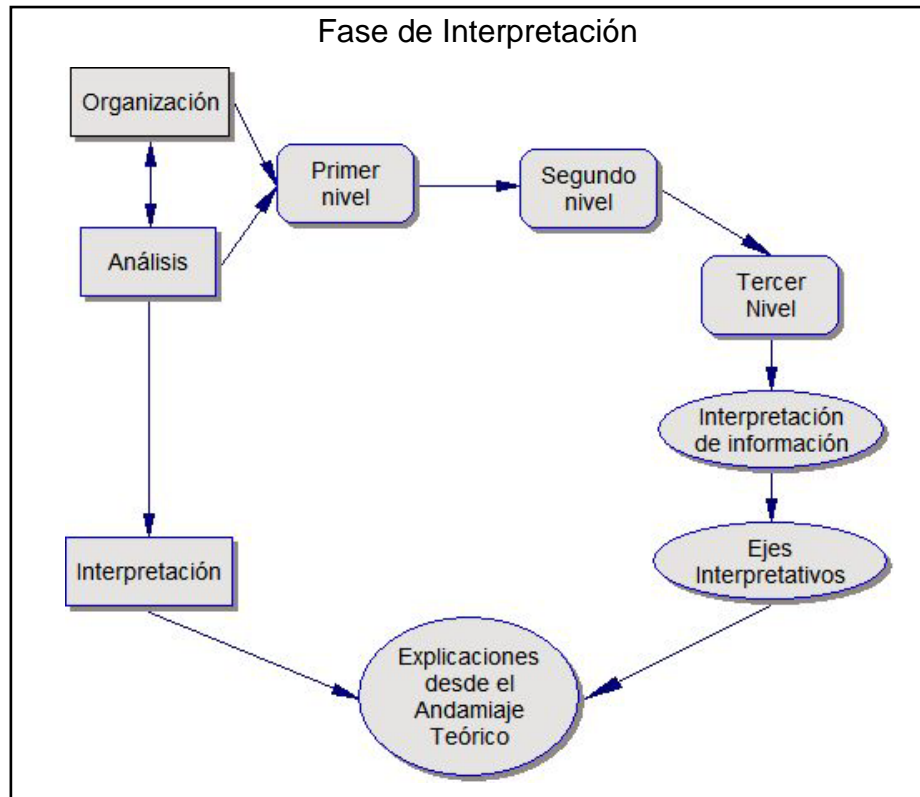 Fase de Interpretación
Organización
Primer
nivel
Segundo
nivel
Análisis
Tercer
Nivel
Interpretación
de información
Ejes
Interpretativos
Interpretación
Explicaciones
desde el
Andamiaje
Teórico